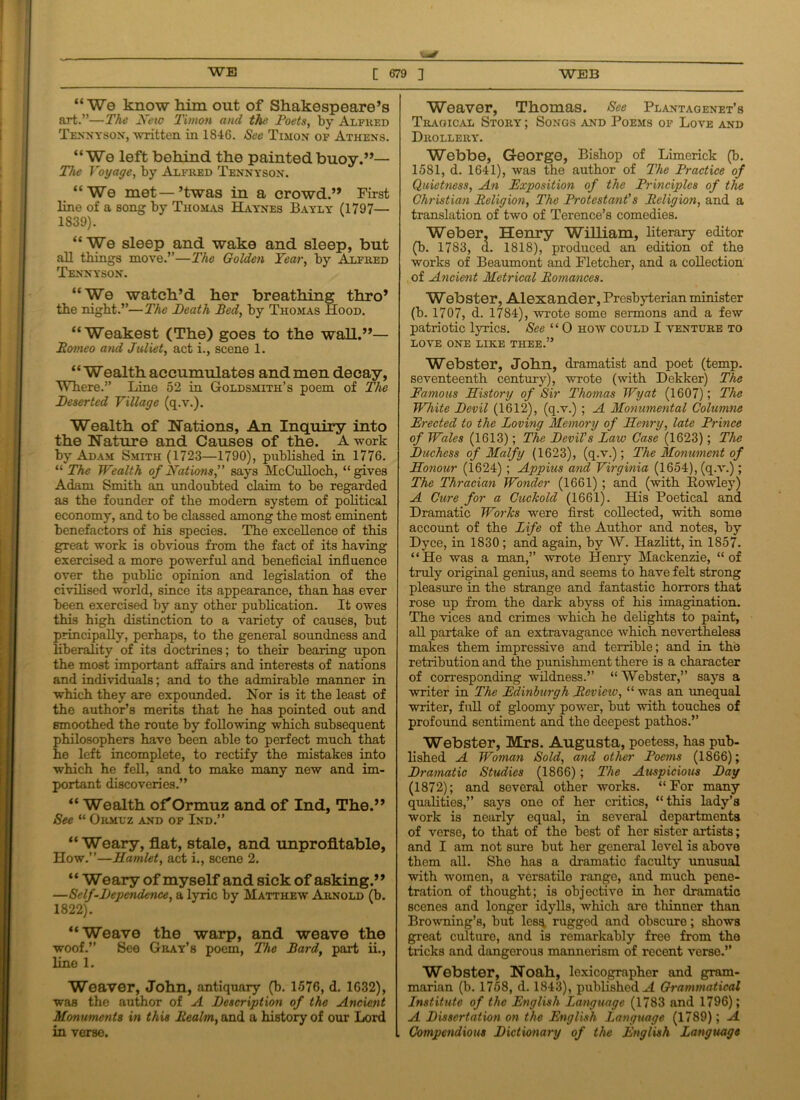 WE [ 679 ] WEB
“We know him out of Shakespeare’s
art.”—The New Timon and the Poets, by Alfred
Tennyson, written in 1846. See Timon of Athens.
“We left behind the painted buoy.”—
The Voyage, by Alfred Tennyson.
“We met—’twas in a crowd.” First
line of a song by Thomas Haynes Bayly (1797—
1839).
“We sleep and wake and sleep, but
all things move.”—The Golden Year, by Alfred
Tennyson.
“We watch’d her breathing thro’
the night.”—The Death Bed, by Thomas Hood.
“Weakest (The) goes to the wall.”—
Romeo and Juliet, act i., scene 1.
“Wealth accumulates and men decay,
Where.” Line 52 in Goldsmith’s poem of The
Deserted Village (q.v.).
Wealth of Nations, An Inquiry into
the Nature and Causes of the. A work
by Adam Smith (1723—1790), published in 1776.
“The Wealth of Nations,” says McCulloch, “gives
Adam Smith an undoubted claim to be regarded
as the founder of the modern system of political
economy, and to be classed among the most eminent
benefactors of his species. The excellence of this
great work is obvious from the fact of its having
exercised a more powerful and beneficial influence
over the public opinion and legislation of the
civilised world, since its appearance, than has ever
been exercised by any other publication. It owes
this high distinction to a variety of causes, but
principally, perhaps, to the general soundness and
liberality of its doctrines; to their bearing upon
the most important affairs and interests of nations
and individuals; and to the admirable manner in
which they are expounded. Nor is it the least of
the author’s merits that he has pointed out and
smoothed the route by following which subsequent
philosophers have been able to perfect much that
he left incomplete, to rectify the mistakes into
which he fell, and to make many new and im-
portant discoveries.”
“Wealth of Ormuz and of Ind, The.”
See “Ormuz and of Ind.”
“Weary, flat, stale, and unprofitable,
How.”—Hamlet, act i., scene 2.
“Weary of myself and sick of asking.”
—Self-Dependence, a lyric by Matthew Arnold (b.
1822).
“Weave the warp, and weave the
woof.” See Gray’s poem, The Bard, part ii.,
line 1.
Weaver, John, antiquary (b. 1576, d. 1632),
was the author of A Description of the Ancient
Monuments in this Realm, and a history of our Lord
in verse.
Weaver, Thomas. See Plantagenet’s
Tragical Story; Songs and Poems of Love and
Drollery.
Webbe, George, Bishop of Limerick (b.
1581, d. 1641), was the author of The Practice of
Quietness, An Exposition of the Principles of the
Christian Religion, The Protestant’s Religion, and a
translation of two of Terence’s comedies.
Weber, Henry William, literary editor
(b. 1783, d. 1818), produced an edition of the
works of Beaumont and Fletcher, and a collection
of Ancient Metrical Romances.
Webster, Alexander, Presbyterian minister
(b. 1707, d. 1784), wrote some sermons and a few
patriotic lyrics. See “O how could I venture to
love one like thee.”
Webster, John, dramatist and poet (temp.
seventeenth century), wrote (with Dekker) The
Famous History of Sir Thomas Wyat (1607); The
White Devil (1612), (q.v.); A Monumental Columne
Erected to the Loving Memory of Henry, late Prince
of Wales (1613); The Devil’s Law Case (1623); The
Duchess of Malfy (1623), (q.v.); The Monument of
Honour (1624); Appius and Virginia (1654), (q.v.);
The Thracian Wonder (1661); and (with Rowley)
A Cure for a Cuckold (1661). His Poetical and
Dramatic Works were first collected, with some
account of the Life of the Author and notes, by
Dyce, in 1830; and again, by W. Hazlitt, in 1857.
“He was a man,” wrote Henry Mackenzie, “of
truly original genius, and seems to have felt strong
pleasure in the strange and fantastic horrors that
rose up from the dark abyss of his imagination.
The vices and crimes which he delights to paint,
all partake of an extravagance which nevertheless
makes them impressive and terrible; and in the
retribution and the punishment there is a character
of corresponding wildness.” “Webster,” says a
writer in The Edinburgh Review, “was an unequal
writer, full of gloomy power, but with touches of
profound sentiment and the deepest pathos.”
Webster, Mrs. Augusta, poetess, has pub-
lished A Woman Sold, and other Poems (1866);
Dramatic Studies (1866); The Auspicious Day
(1872); and several other works. “For many
qualities,” says one of her critics, “this lady’s
work is nearly equal, in several departments
of verse, to that of the best of her sister artists;
and I am not sure but her general level is above
them all. She has a dramatic faculty unusual
with women, a versatile range, and much pene-
tration of thought; is objective in her dramatic
scenes and longer idylls, which are thinner than
Browning’s, but less rugged and obscure; shows
great culture, and is remarkably free from the
tricks and dangerous mannerism of recent verse.”
Webster, Noah, lexicographer and gram-
marian (b. 1758, d. 1843), published A Grammatical
Institute of the English Language (1783 and 1796);
A Dissertation on the English Language (1789); A
Compendious Dictionary of the English Language